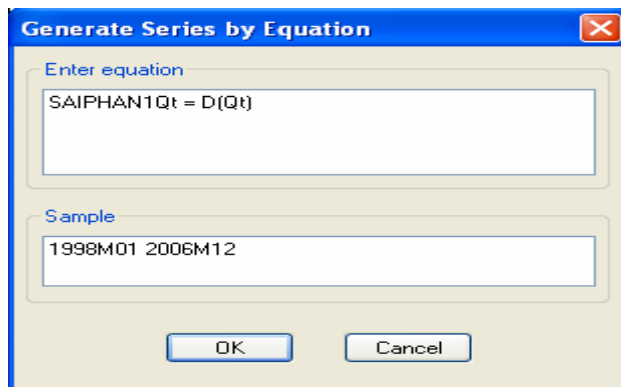 Generate Series by Equation
Enter equation
SAIPHAN1Qt = D(Qt)
Sample
1998M01 2006M12
OK
Cancel